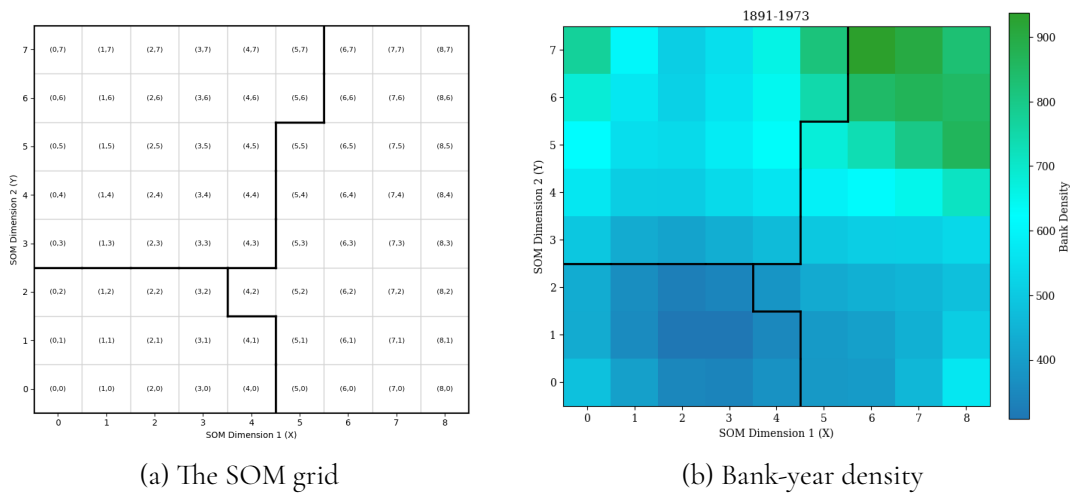 7
(0,7) (1,7) (2,7) (3,7) (4,7) (5,7) (6,7) (7,7) (8,7)
6
(0,6) (1,6) (2,6) (3,6) (4,6) (5,6) (6,6) (7,6) (8,6)
5
(0,5) (1,5) (2,5) (3,5) (4,5) (5,5) (6,5) (7,5) (8,5)
4
(0,4) (1,4) (2,4) (3,4) (4,4) (5,4) (6,4) (7,4) (8,4)
3
(0,3) (1,3) (2,3) (3,3) (4,3) (5,3) (6,3) (7,3) (8,3)
2
(0,2) (1,2) (2,2) (3,2) (4,2) (5,2) (6,2) (7,2) (8,2)
1
(0,1) (1,1) (2,1) (3,1) (4,1) (5,1) (6,1) (7,1) (8,1)
0
(0,0) (1,0) (2,0) (3,0) (4,0) (5,0) (6,0) (7,0) (8,0)
0 1 2 3 4 5 6 7 8
SOM Dimension 1 (X)
SOM Dimension 2 (Y)
(a) The SOM grid
1891-1973
7
6
5
4
3
2
1
0
0 1 2 3 4 5 6 7 8
SOM Dimension 1 (X)
SOM Dimension 2 (Y)
900
800
700
600
500
400
Bank Density
(b) Bank-year density